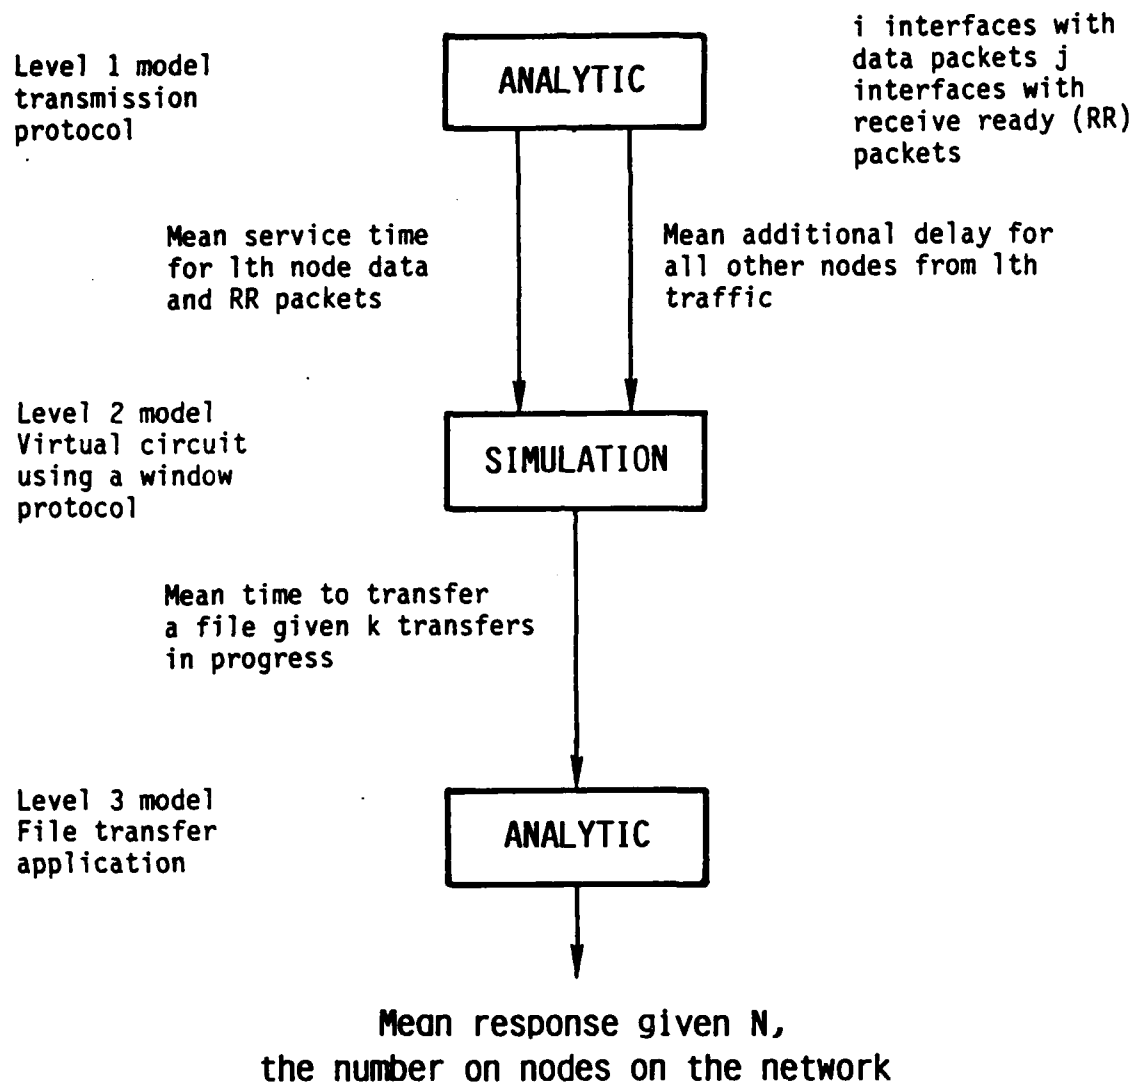 i interfaces with
data packets j
interfaces with
receive ready (RR)
packets
Level 1 model
transmission
protocol
ANALYTIC
Mean service time
for lth node data
and RR packets
Mean additional delay for
all other nodes from lth
traffic
Level 2 model
Virtual circuit
using a window
protocol
SIMULATION
Mean time to transfer
a file given k transfers
in progress
Level 3 model
File transfer
application
ANALYTIC
Mean response given N,
the number on nodes on the network